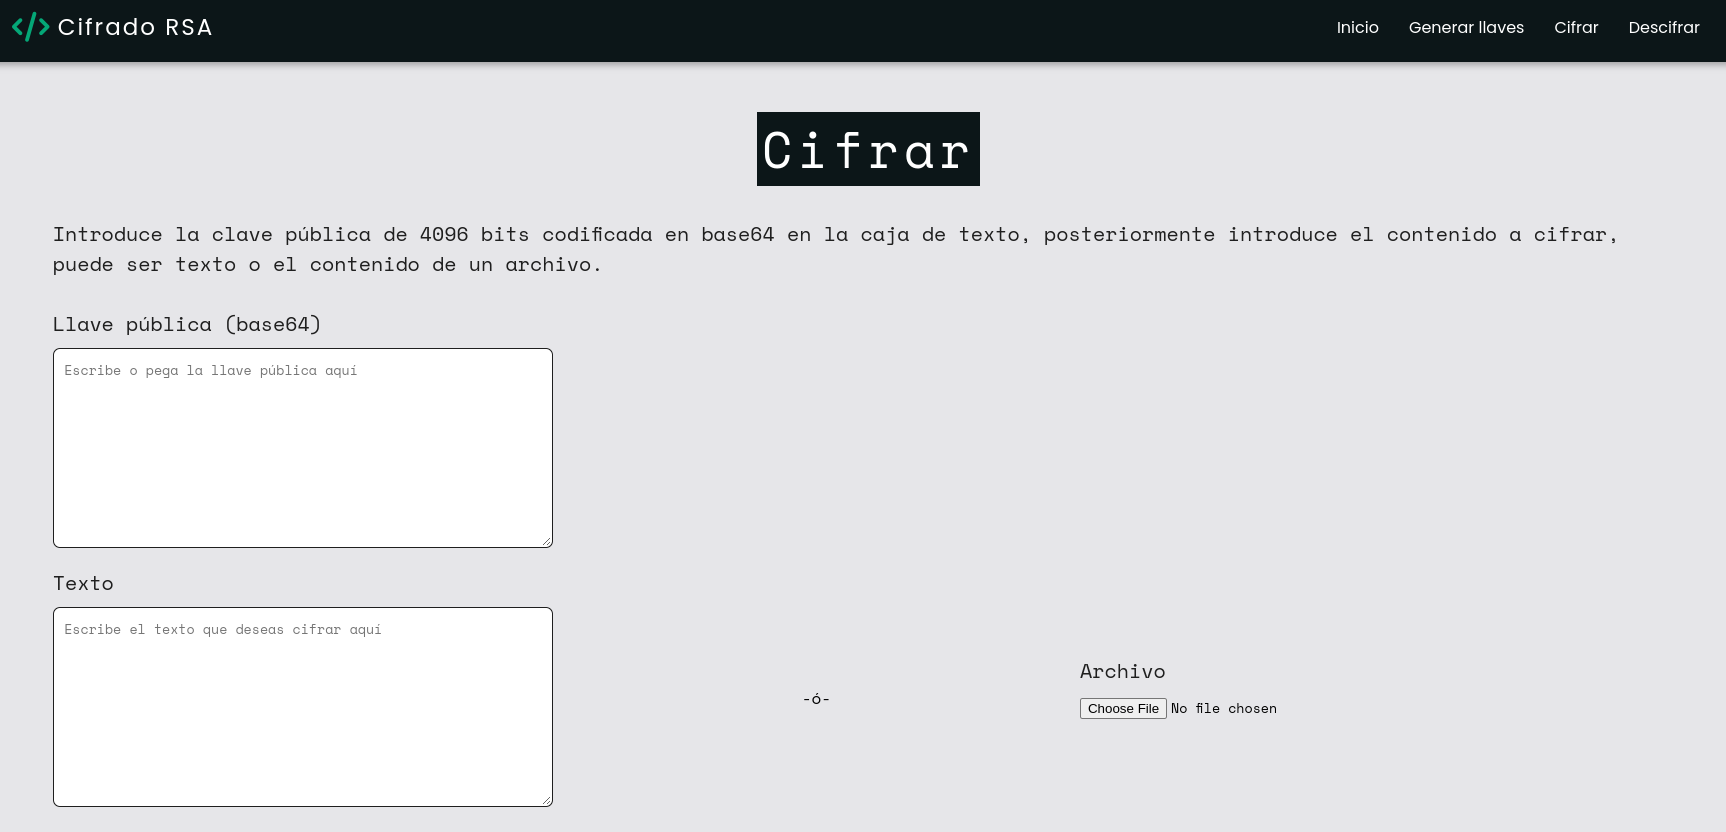 Cifrado RSA
Inicio Generar llaves Cifrar Descifrar
Cifrar
Introduce la clave pública de 4096 bits codificada en base64 en la caja de texto, posteriormente introduce el contenido a cifrar,
puede ser texto o el contenido de un archivo.
Llave pública (base64)
Escribe o pega la llave pública aquí
Texto
Escribe el texto que deseas cifrar aquí
-ó-
Archivo
Choose File No file chosen